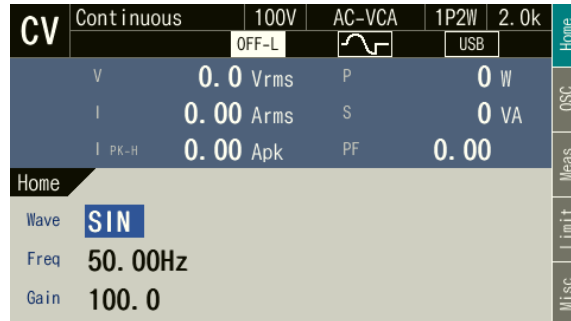 CV Continuous 100V AC-VCA 1P2W 2.0k
OFF-L USB
V 0.0 Vrms P 0 W
I 0.00 Arms S 0 VA
I PK-H 0.00 Apk PF 0.00
Home
Wave SIN
Freq 50.00Hz
Gain 100.0
Home
OSC
Meas
Limit
Misc